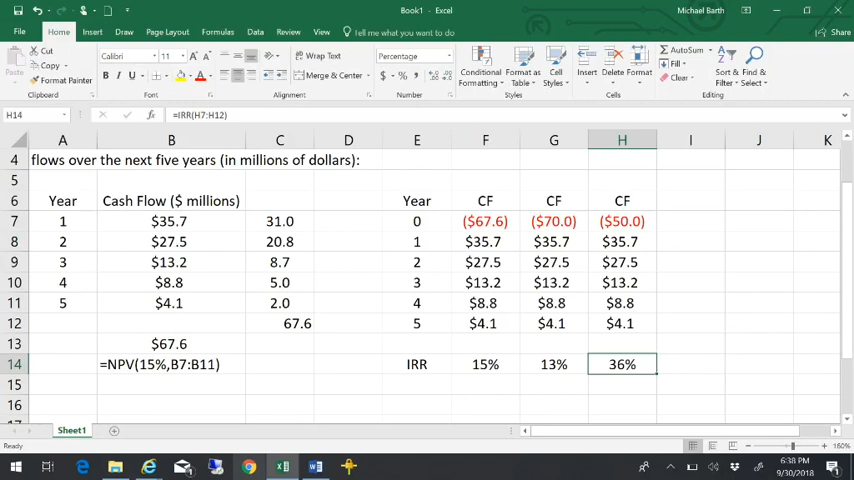 Book1 - Excel
Michael Barth
File Home Insert Draw Page Layout Formulas Data Review View Tell me what you want to do Share
Cut
Copy
Format Painter
Paste
Clipboard
Calibri 11
B I U
Font
Wrap Text
Merge & Center
Alignment
Percentage
$ % ,
Number
Conditional Formatting
Format as Table
Cell Styles
Styles
Insert Delete Format
Cells
AutoSum
Fill
Clear
Sort & Filter
Find & Select
Editing
H14 fx =IRR(H7:H12)
A B C D E F G H I J K
4 flows over the next five years (in millions of dollars):
5
6 Year Cash Flow ($ millions) Year CF CF CF
7 1 $35.7 31.0 0 ($67.6) ($70.0) ($50.0)
8 2 $27.5 20.8 1 $35.7 $35.7 $35.7
9 3 $13.2 8.7 2 $27.5 $27.5 $27.5
10 4 $8.8 5.0 3 $13.2 $13.2 $13.2
11 5 $4.1 2.0 4 $8.8 $8.8 $8.8
12 67.6 5 $4.1 $4.1 $4.1
13 $67.6
14 =NPV(15%,B7:B11) IRR 15% 13% 36%
15
16
Sheet1
Ready 160%
6:38 PM
9/30/2018